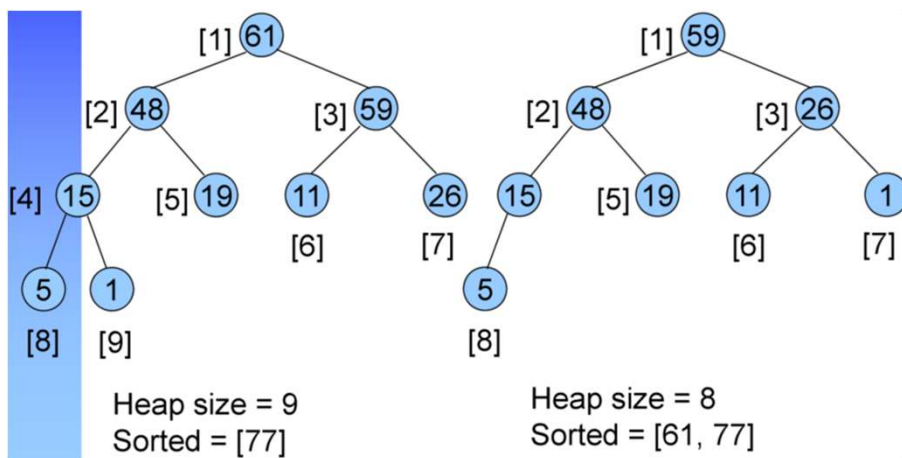 [1] 61
[2] 48 [3] 59
[4] 15 [5] 19 11 26
[6] [7]
5 1
[8] [9]
Heap size = 9
Sorted = [77]
[1] 59
[2] 48 [3] 26
15 [5] 19 11 1
[6] [7]
5
[8]
Heap size = 8
Sorted = [61, 77]